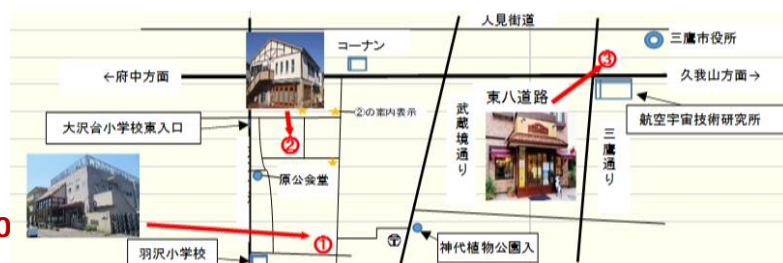 人見街道
コーナン
三鷹市役所
③
←府中方面
久我山方面→
東八道路
②の案内表示
大沢台小学校東入口
航空宇宙技術研究所
武蔵境通り
三鷹通り
②
原公会堂
0
①
〒
神代植物公園入
羽沢小学校